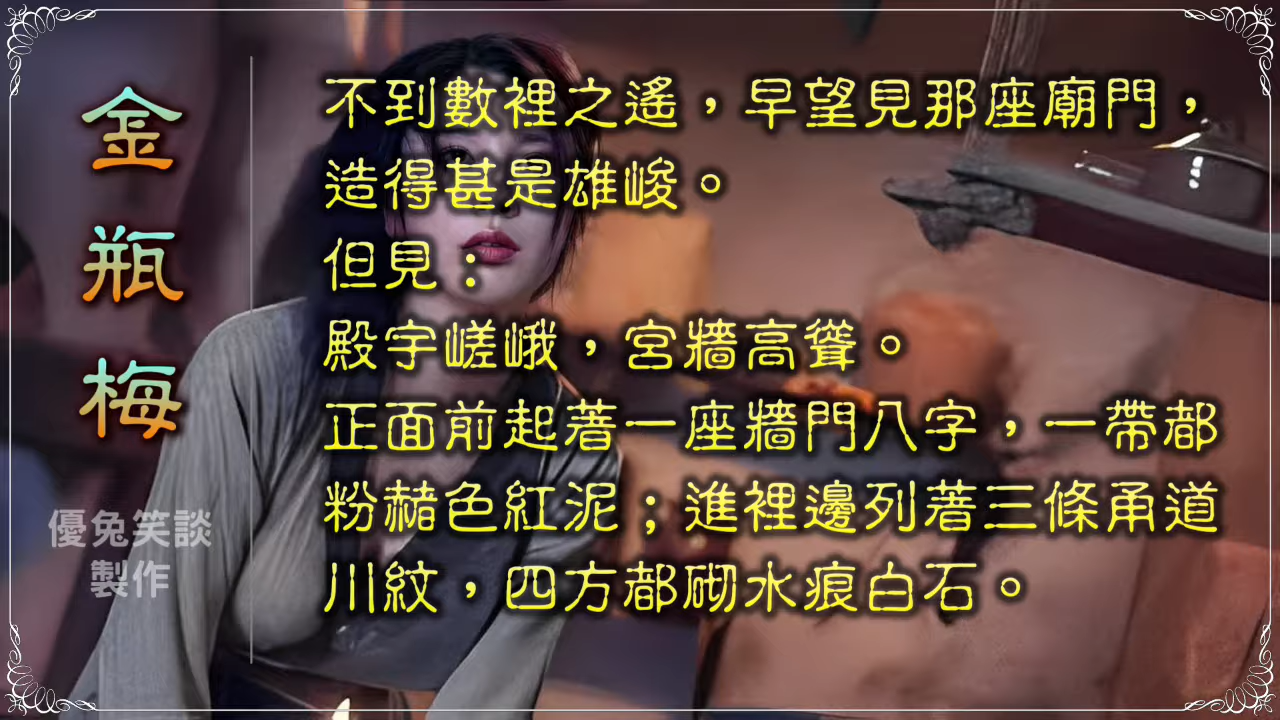 金瓶梅
優兔笑談
製作
不到數裡之遙，早望見那座廟門，
造得甚是雄峻。
但見：
殿宇嵯峨，宮牆高聳。
正面前起著一座牆門八字，一帶都
粉赭色紅泥；進裡邊列著三條甬道
川紋，四方都砌水痕白石。